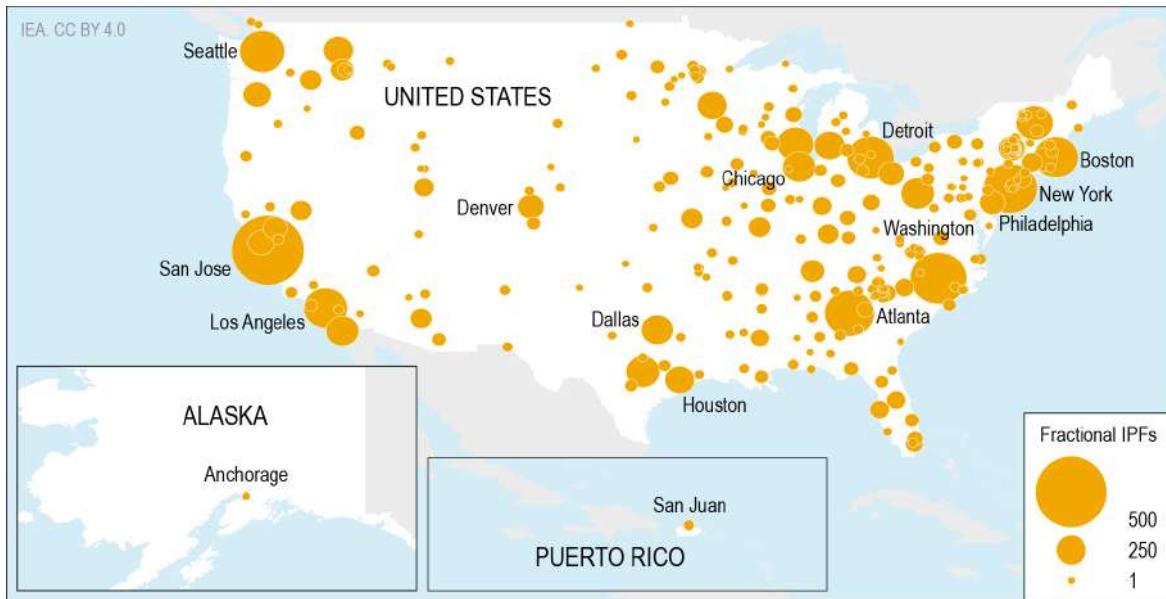 IEA. CC BY 4.0
Seattle
UNITED STATES
Detroit
Boston
Chicago
New York
Denver
Washington
Philadelphia
San Jose
Los Angeles
Dallas
Atlanta
Houston
ALASKA
Anchorage
San Juan
PUERTO RICO
Fractional IPFs
500
250
1